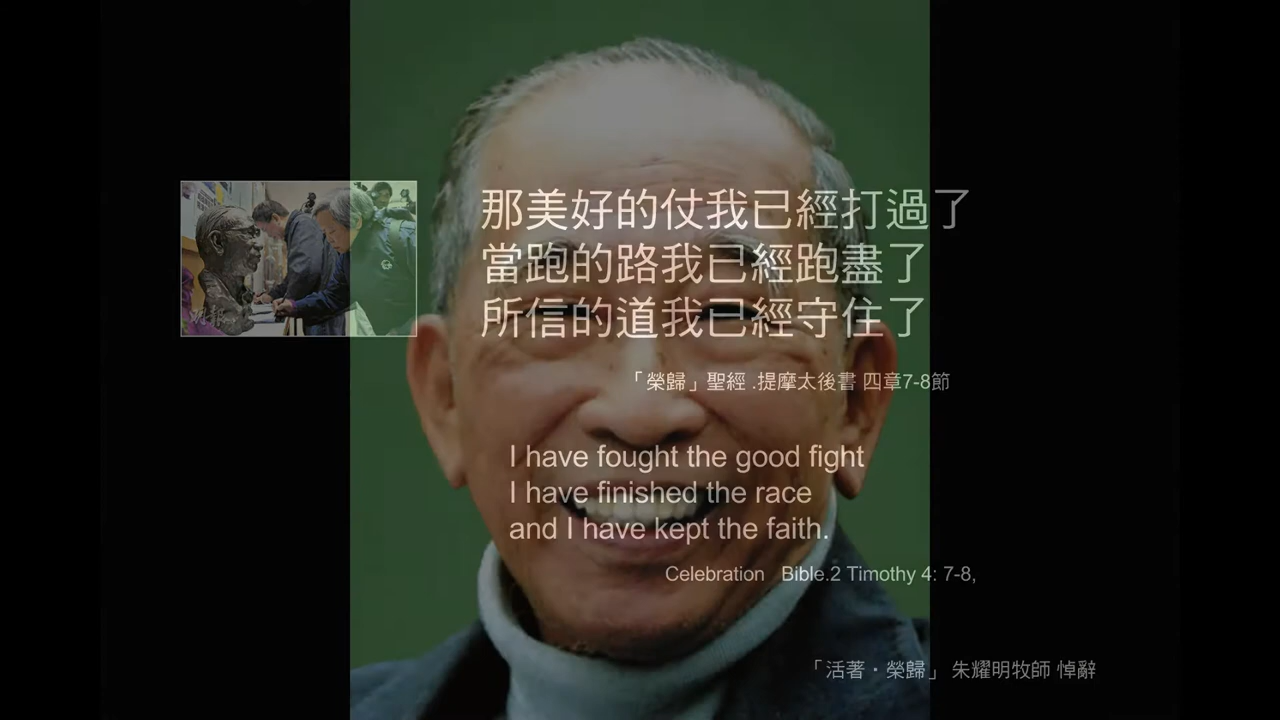 那美好的仗我已經打過了
當跑的路我已經跑盡了
所信的道我已經守住了
「榮歸」聖經 .提摩太後書 四章7-8節
I have fought the good fight
I have finished the race
and I have kept the faith.
Celebration Bible.2 Timothy 4: 7-8,
「活著・榮歸」 朱耀明牧師 悼辭